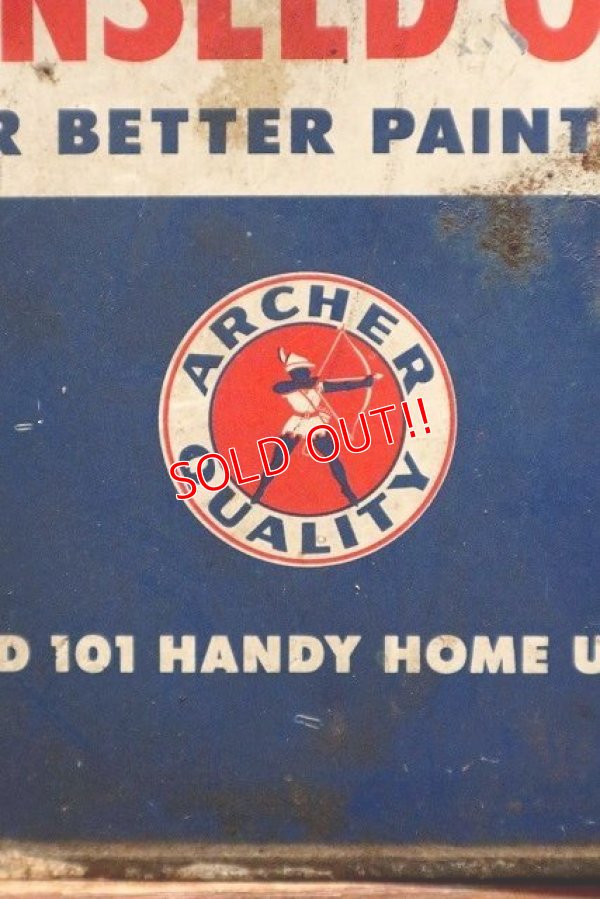 NSEED O
R BETTER PAINT
ARCHER
QUALITY
SOLD OUT!!
D 101 HANDY HOME U